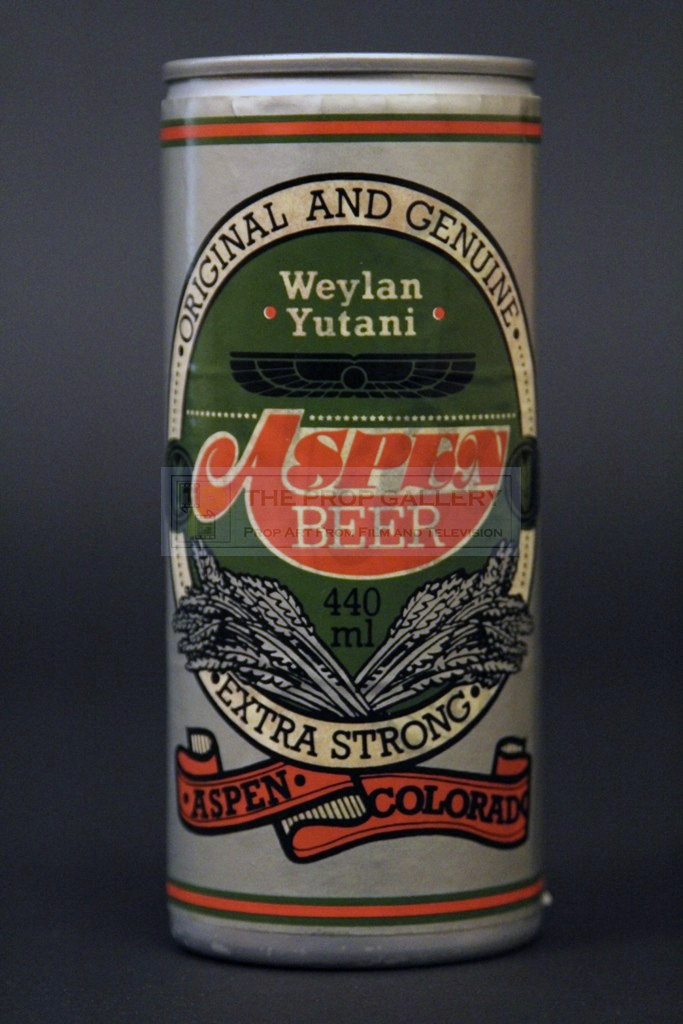 ORIGINAL AND GENUINE
Weylan
Yutani
ASPEN
THE PROP GALLERY
PROP ART FROM FILM AND TELEVISION
BEER
440
ml
EXTRA STRONG
ASPEN
COLORADO